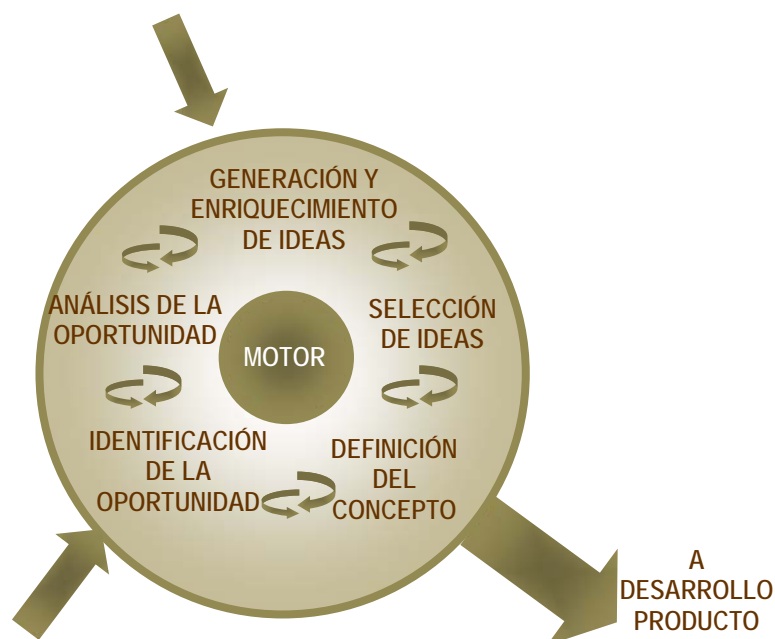 GENERACIÓN Y
ENRIQUECIMIENTO
DE IDEAS
ANÁLISIS DE LA
OPORTUNIDAD
SELECCIÓN
DE IDEAS
MOTOR
IDENTIFICACIÓN
DE LA
OPORTUNIDAD
DEFINICIÓN
DEL
CONCEPTO
A
DESARROLLO
PRODUCTO